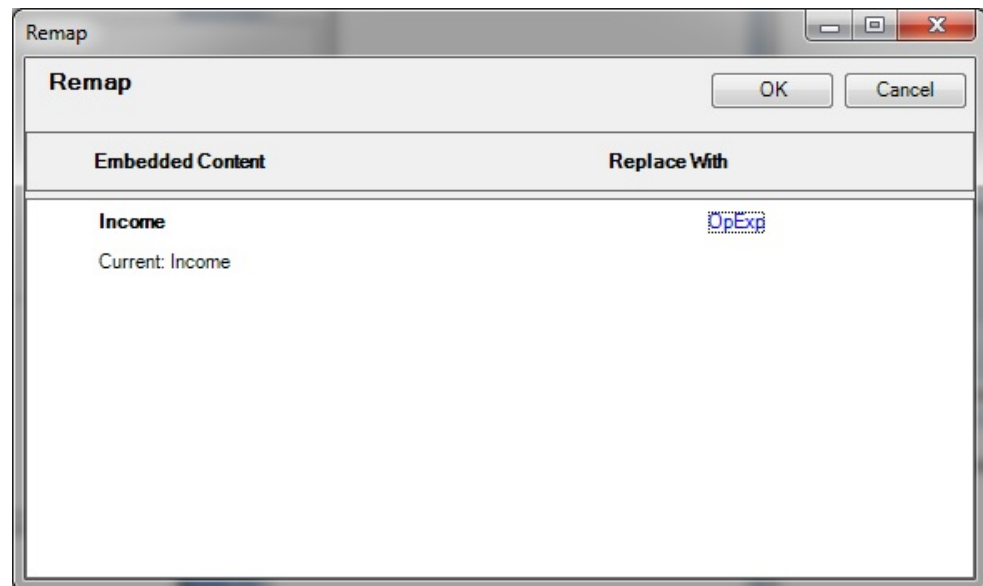 Remap
Remap
OK Cancel
Embedded Content Replace With
Income OpExp
Current: Income